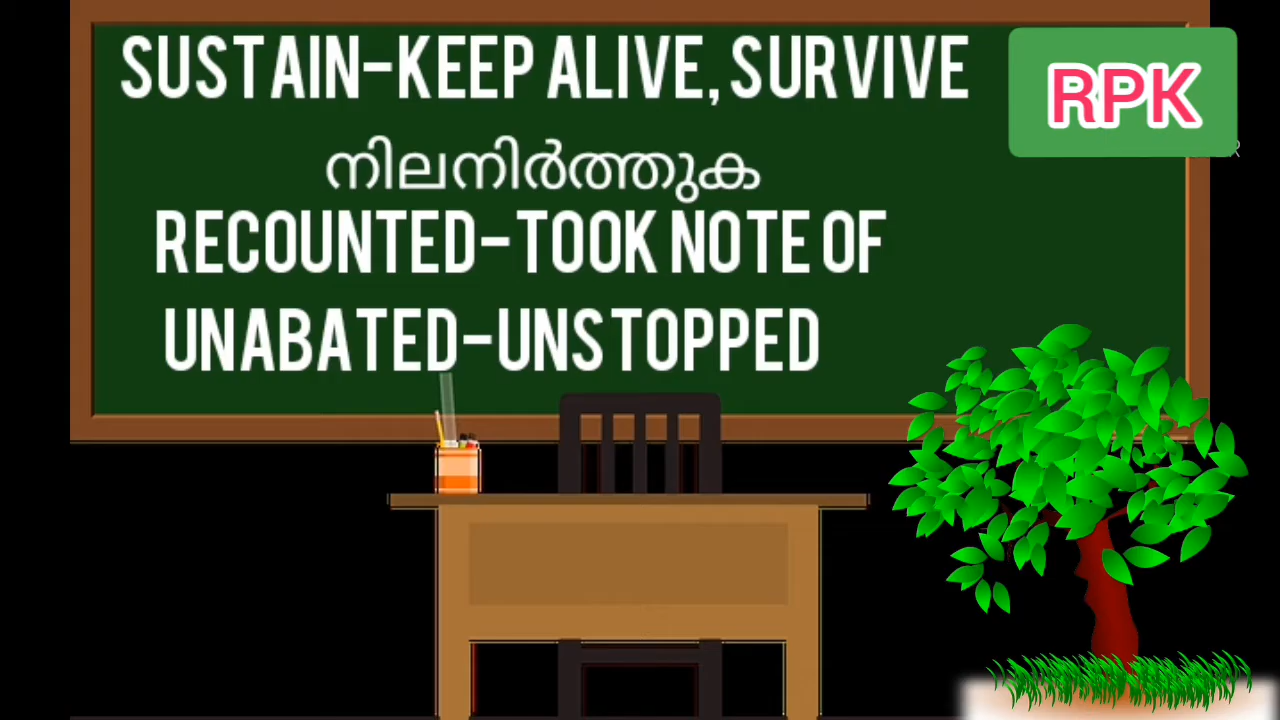 SUSTAIN-KEEP ALIVE, SURVIVE
RPK
നിലനിർത്തുക
RECOUNTED-TOOK NOTE OF
UNABATED-UNSTOPPED